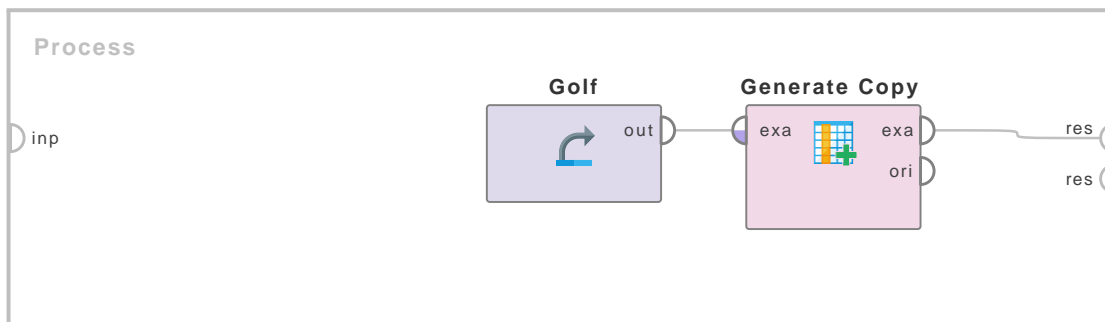 Process
Golf
Generate Copy
inp
out
exa
exa
res
ori
res